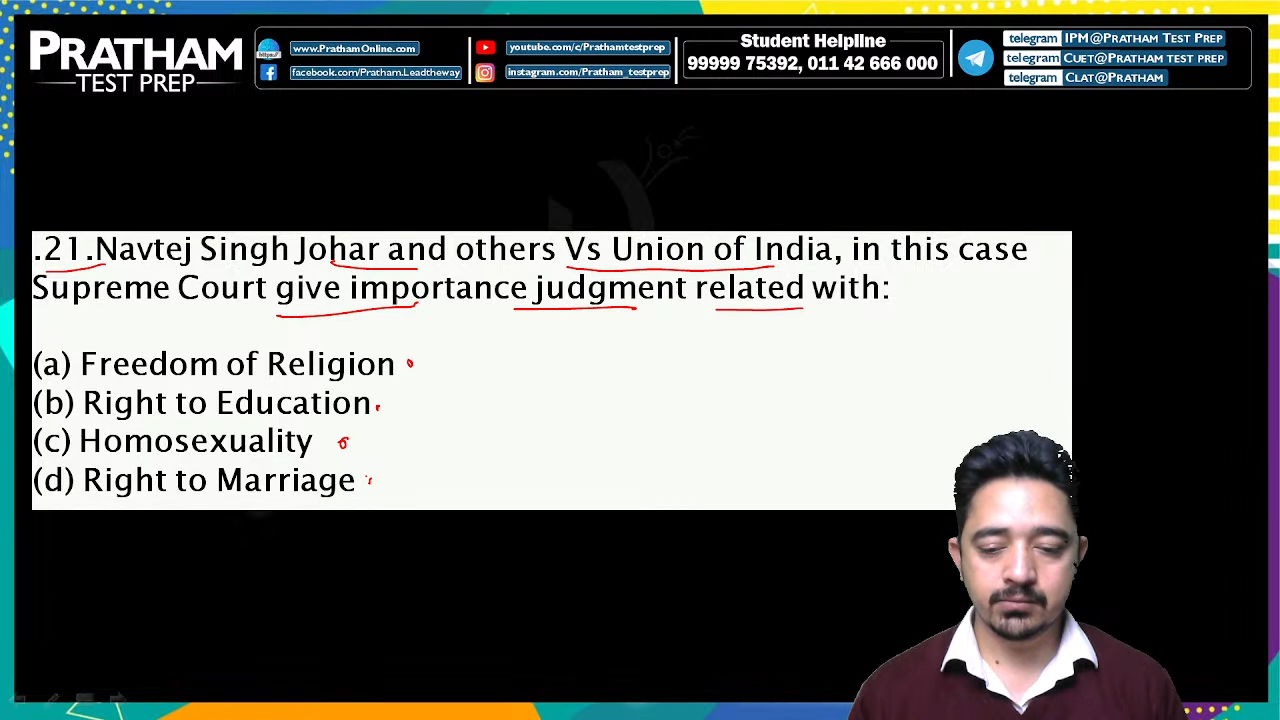 PRATHAM
TEST PREP
https://
www.PrathamOnline.com
facebook.com/Pratham.Leadtheway
youtube.com/c/Prathamtestprep
instagram.com/Pratham_testprep
Student Helpline
99999 75392, 011 42 666 000
telegram IPM@PRATHAM TEST PREP
telegram CUET@PRATHAM TEST PREP
telegram CLAT@PRATHAM
.21.Navtej Singh Johar and others Vs Union of India, in this case
Supreme Court give importance judgment related with:
(a) Freedom of Religion
(b) Right to Education
(c) Homosexuality
(d) Right to Marriage